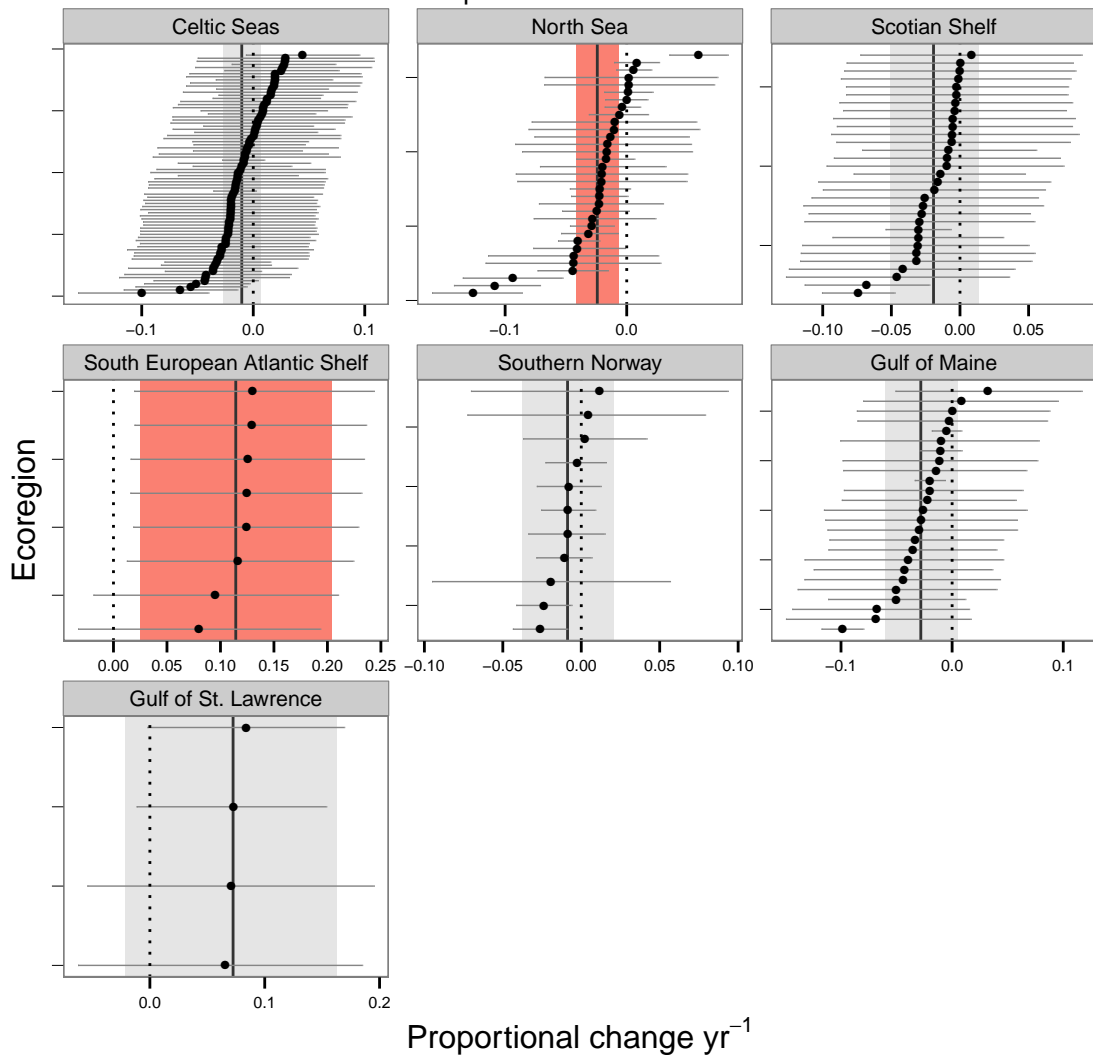 Celtic Seas North Sea Scotian Shelf
−0.1 0.0 0.1 −0.1 0.0 −0.10 −0.05 0.00 0.05
South European Atlantic Shelf Southern Norway Gulf of Maine
0.00 0.05 0.10 0.15 0.20 0.25 −0.10 −0.05 0.00 0.05 0.10 −0.1 0.0 0.1
Gulf of St. Lawrence
0.0 0.1 0.2
Ecoregion
Proportional change yr⁻¹